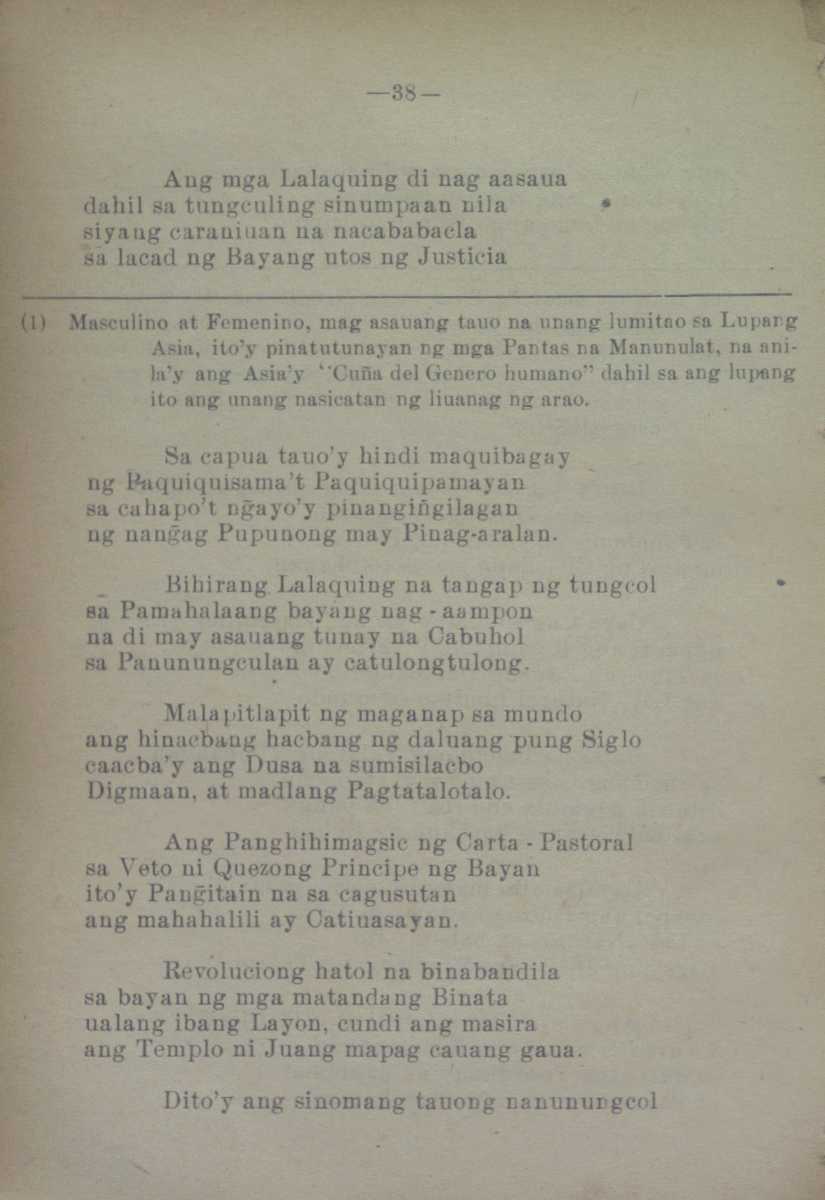 —38—
Ang mga Lalaquing di nag aasaua
dahil sa tungculing sinumpaan nila
siyang caraniuan na nacababacla
sa lacad ng Bayang utos ng Justicia
(1) Masculino at Femenino, mag asauang tauo na unang lumitao sa Lupang
Asia, ito'y pinatutunayan ng mga Pantas na Manunulat, na ani-
la'y ang Asia'y "Cuña del Genero humano" dahil sa ang lupang
ito ang unang nasicatan ng liuanag ng arao.
Sa capua tauo'y hindi maquibagay
ng Paquiquisama't Paquiquipamayan
sa cahapo't ng̃ayo'y pinangiñgilagan
ng nang̃ag Pupunong may Pinag-aralan.
Bihirang Lalaquing na tangap ng tungcol
sa Pamahalaang bayang nag-aampon
na di may asauang tunay na Cabuhol
sa Panunungculan ay catulongtulong.
Malapitlapit ng maganap sa mundo
ang hinacbang hacbang ng daluang pung Siglo
caacba'y ang Dusa na sumisilacbo
Digmaan, at madlang Pagtatalotalo.
Ang Panghihimagsic ng Carta-Pastoral
sa Veto ni Quezong Principe ng Bayan
ito'y Pang̃itain na sa cagusutan
ang mahahalili ay Catiuasayan.
Revoluciong hatol na binabandila
sa bayan ng mga matandang Binata
ualang ibang Layon, cundi ang masira
ang Templo ni Juang mapag cauang gaua.
Dito'y ang sinomang tauong nanunungcol